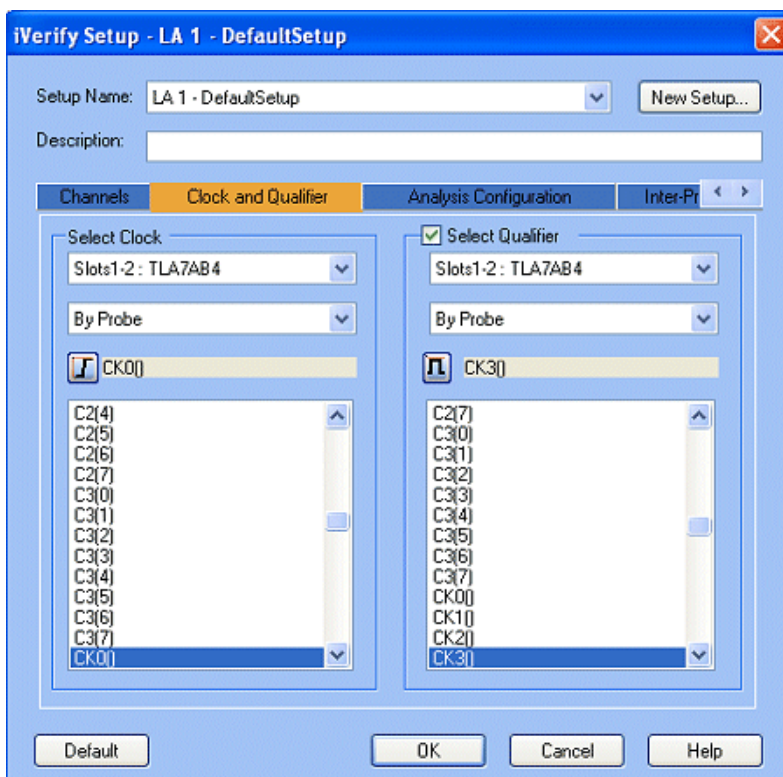 iVerify Setup - LA 1 - DefaultSetup
Setup Name: LA 1 - DefaultSetup New Setup...
Description:
Channels Clock and Qualifier Analysis Configuration Inter-Pr
Select Clock
Slots1-2 : TLA7AB4
By Probe
CK0()
C2(4)
C2(5)
C2(6)
C2(7)
C3(0)
C3(1)
C3(2)
C3(3)
C3(4)
C3(5)
C3(6)
C3(7)
CK0()
Select Qualifier
Slots1-2 : TLA7AB4
By Probe
CK3()
C2(7)
C3(0)
C3(1)
C3(2)
C3(3)
C3(4)
C3(5)
C3(6)
C3(7)
CK0()
CK1()
CK2()
CK3()
Default OK Cancel Help